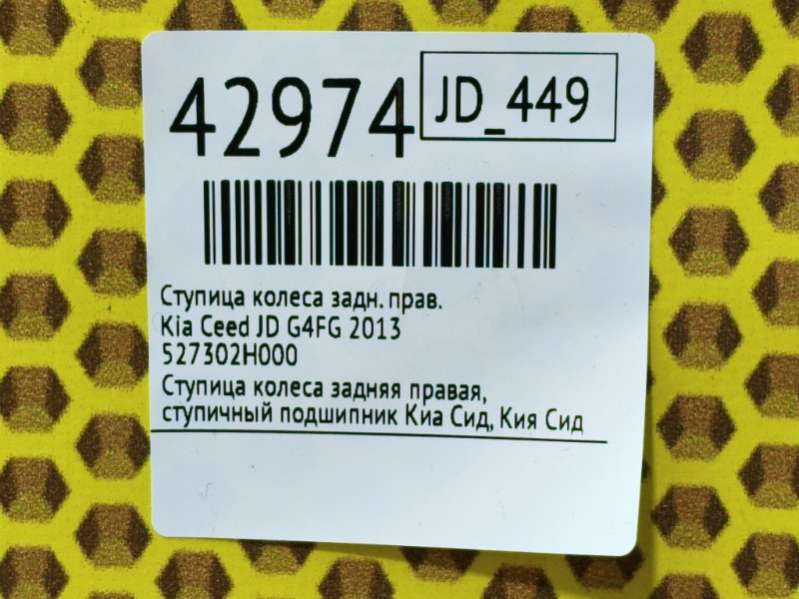 42974
JD_449
Ступица колеса задн. прав.
Kia Ceed JD G4FG 2013
527302H000
Ступица колеса задняя правая,
ступичный подшипник Киа Сид, Кия Сид